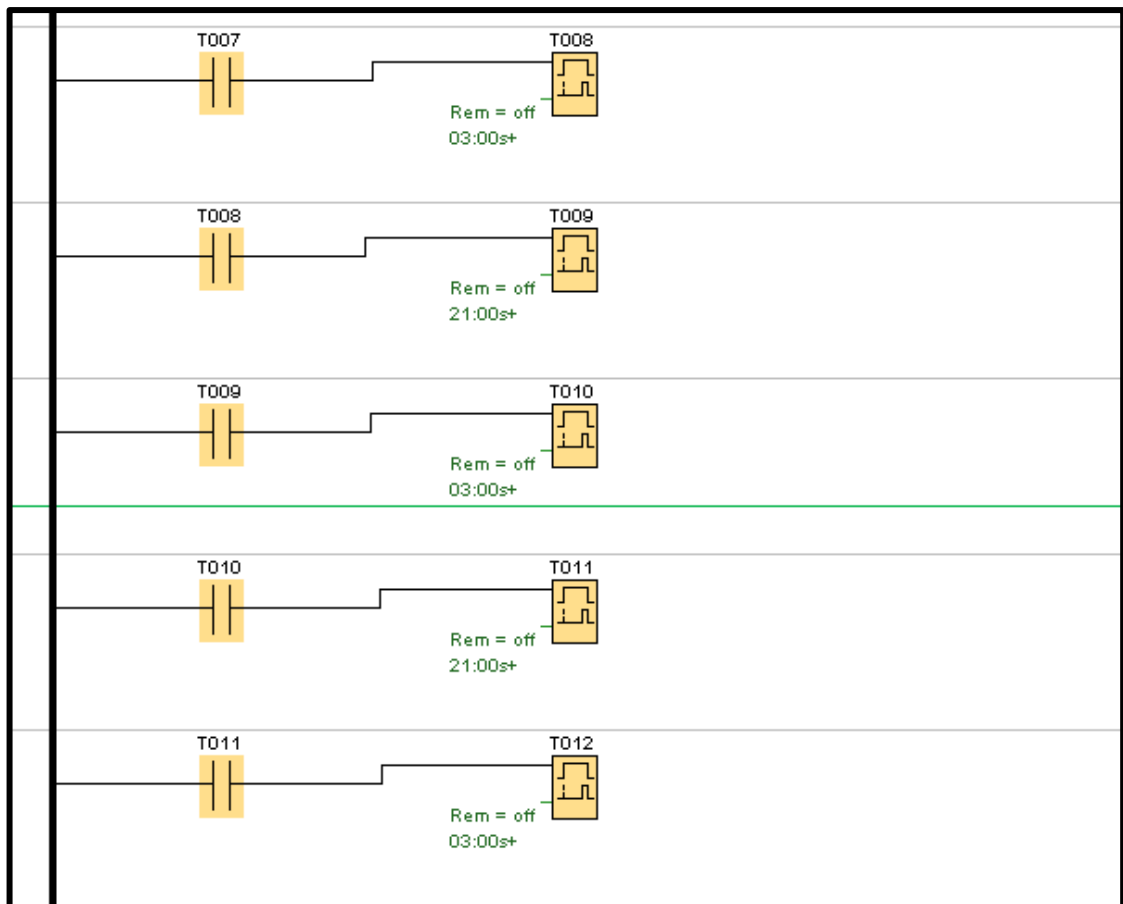 T007 T008
Rem = off
03:00s+
T008 T009
Rem = off
21:00s+
T009 T010
Rem = off
03:00s+
T010 T011
Rem = off
21:00s+
T011 T012
Rem = off
03:00s+